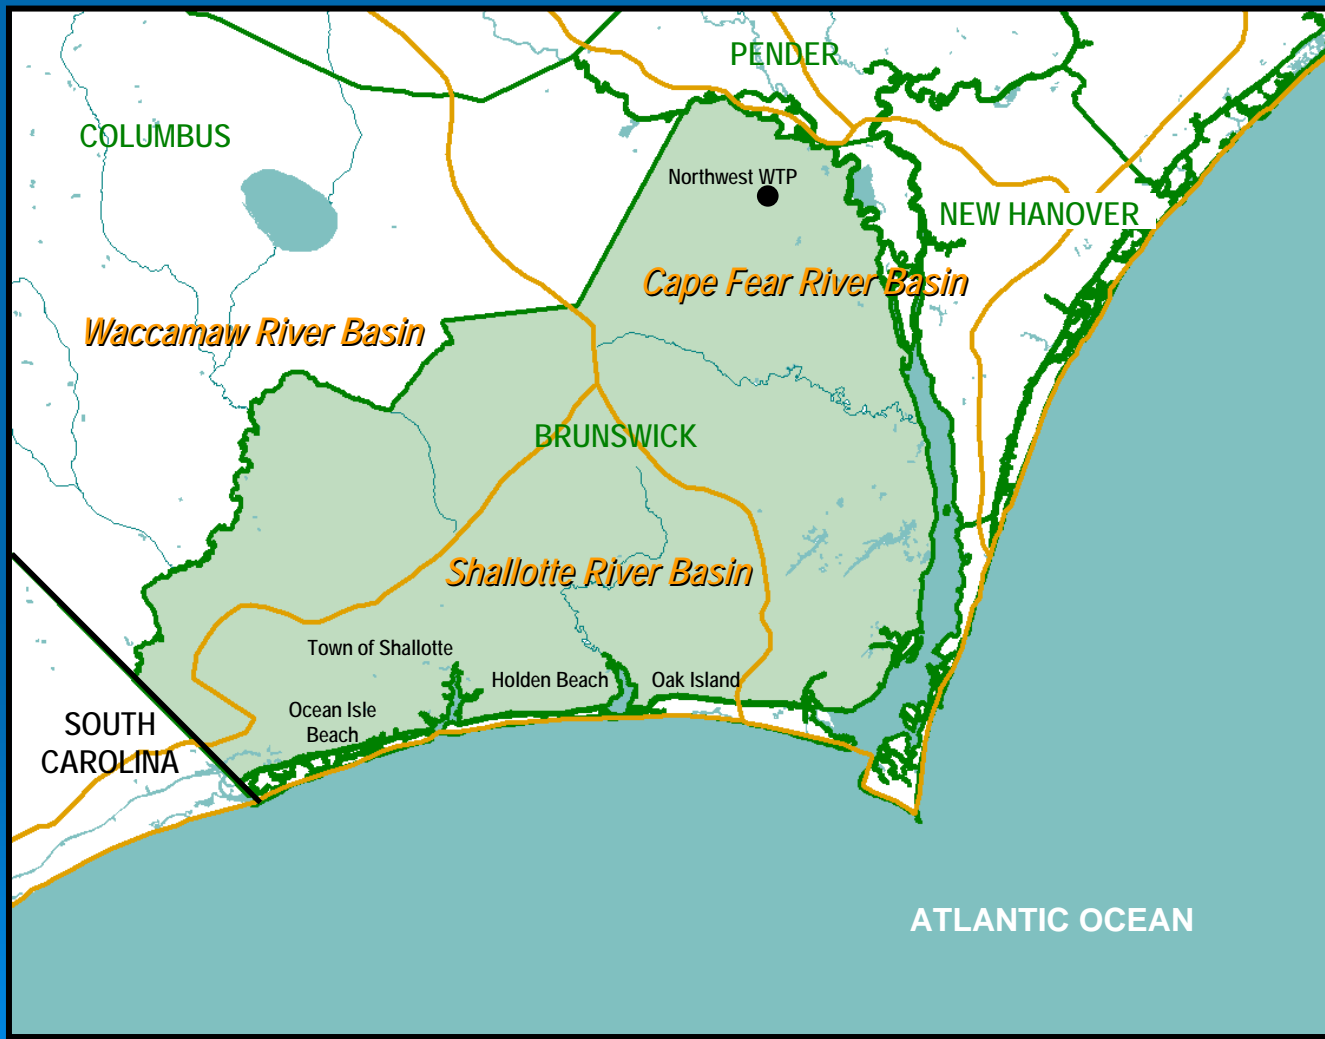 PENDER
COLUMBUS
Northwest WTP
NEW HANOVER
Cape Fear River Basin
Waccamaw River Basin
BRUNSWICK
Shallotte River Basin
Town of Shallotte
Holden Beach
Oak Island
Ocean Isle
Beach
SOUTH
CAROLINA
ATLANTIC OCEAN